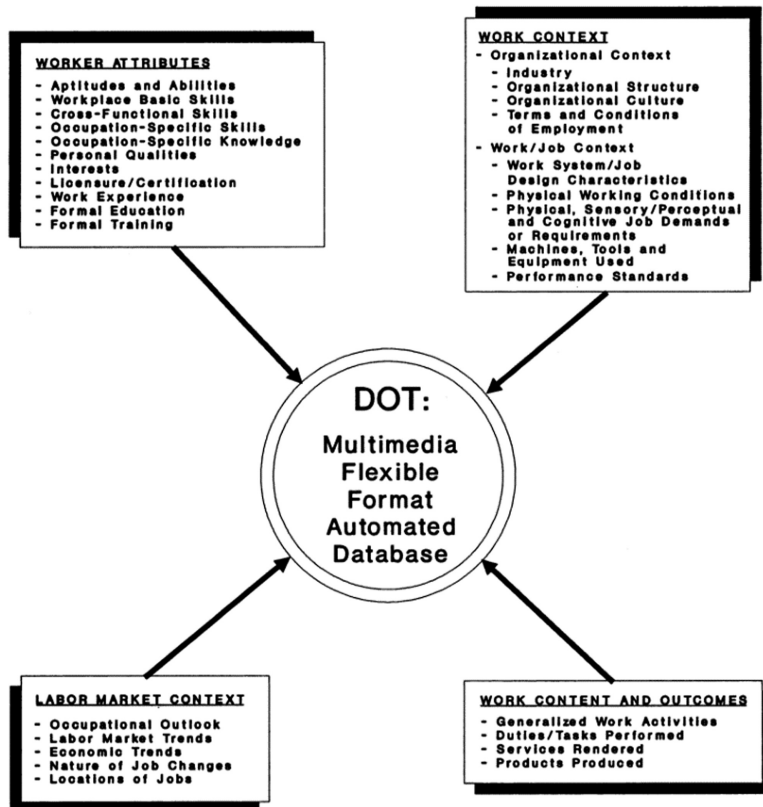 WORKER ATTRIBUTES
- Aptitudes and Abilities
- Workplace Basic Skills
- Cross-Functional Skills
- Occupation-Specific Skills
- Occupation-Specific Knowledge
- Personal Qualities
- Interests
- Licensure/Certification
- Work Experience
- Formal Education
- Formal Training
WORK CONTEXT
- Organizational Context
- Industry
- Organizational Structure
- Organizational Culture
- Terms and Conditions
of Employment
- Work/Job Context
- Work System/Job
Design Characteristics
- Physical Working Conditions
- Physical, Sensory/Perceptual
and Cognitive Job Demands
or Requirements
- Machines, Tools and
Equipment Used
- Performance Standards
DOT:
Multimedia
Flexible
Format
Automated
Database
LABOR MARKET CONTEXT
- Occupational Outlook
- Labor Market Trends
- Economic Trends
- Nature of Job Changes
- Locations of Jobs
WORK CONTENT AND OUTCOMES
- Generalized Work Activities
- Duties/Tasks Performed
- Services Rendered
- Products Produced